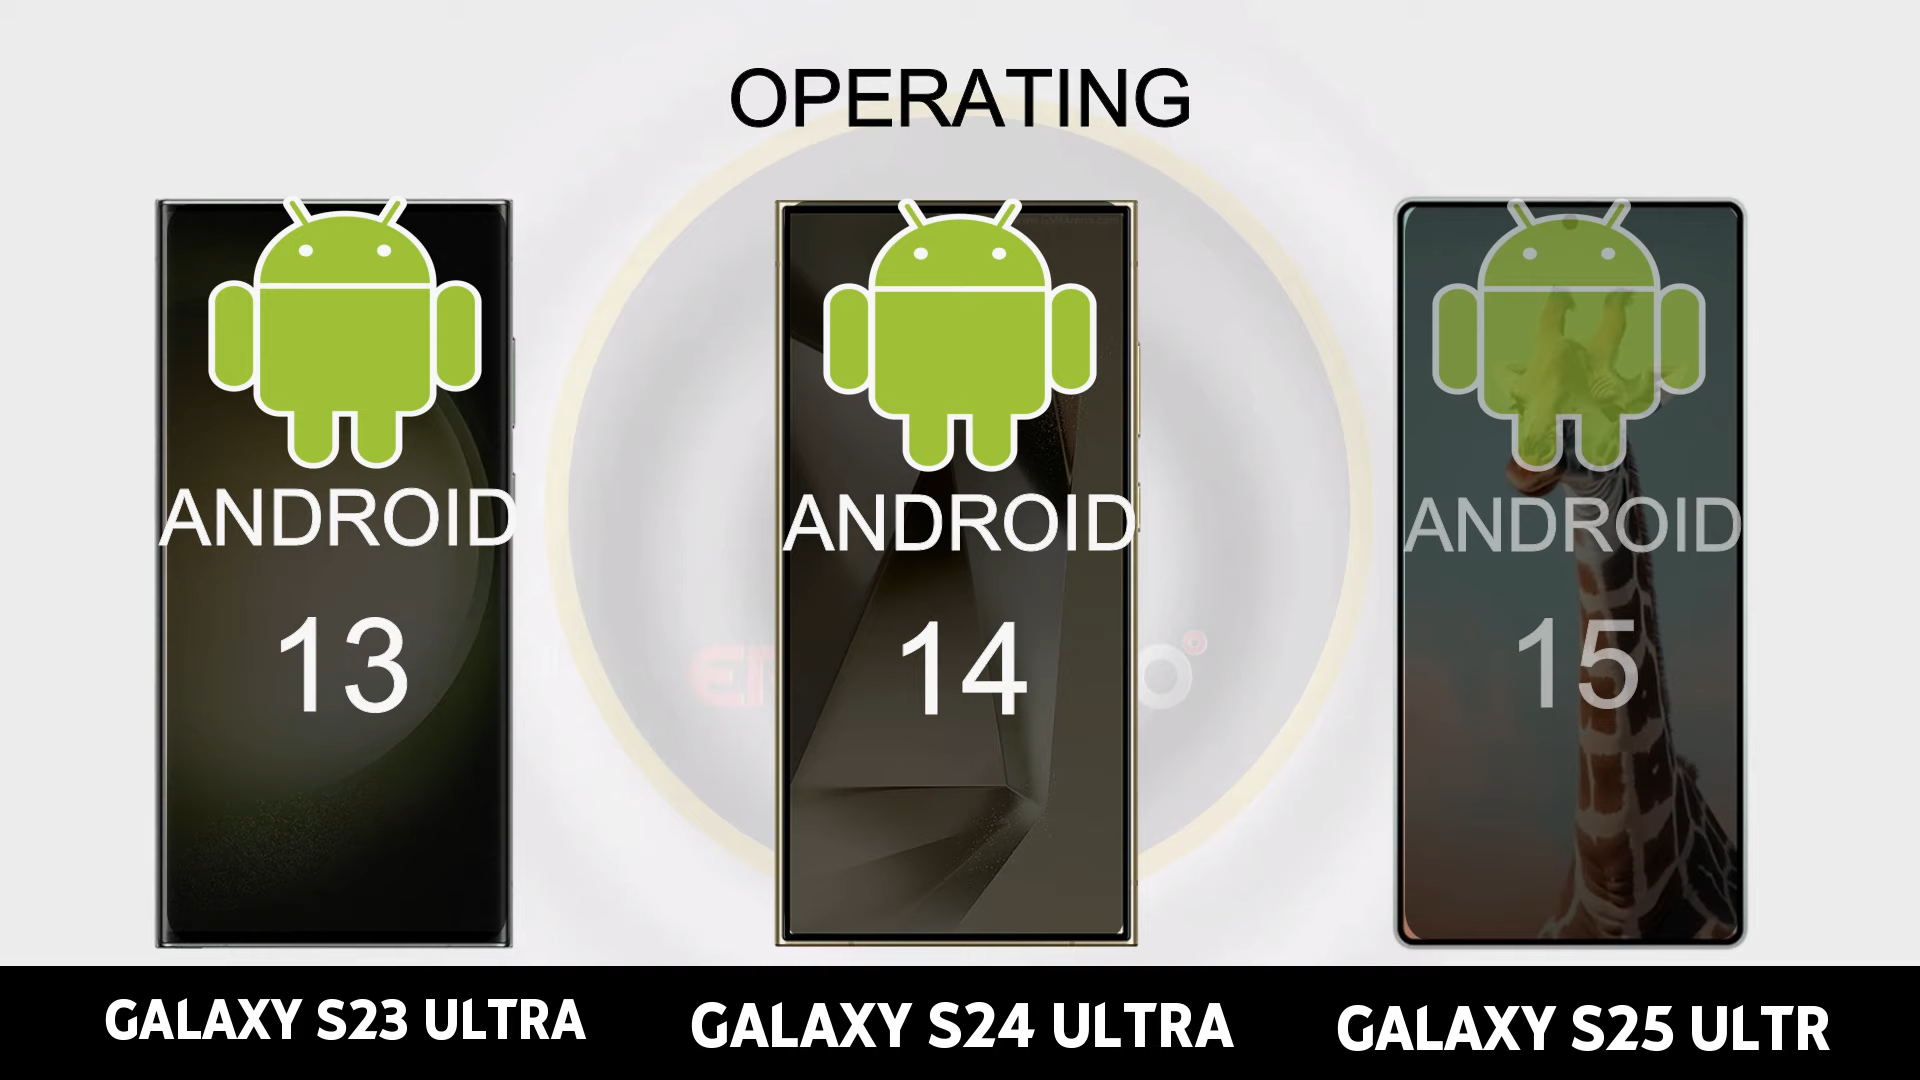 OPERATING
ANDROID
13
ANDROID
14
ANDROID
15
GALAXY S23 ULTRA
GALAXY S24 ULTRA
GALAXY S25 ULTR